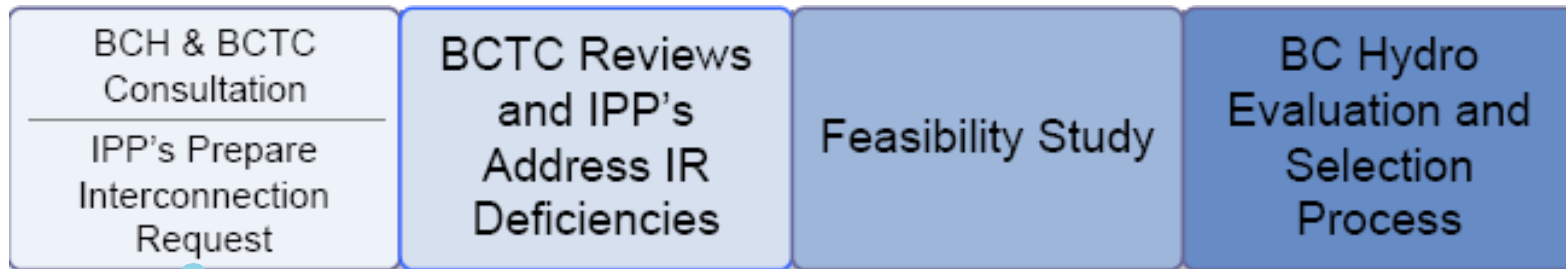 BCH & BCTC
Consultation
IPP's Prepare
Interconnection
Request
BCTC Reviews
and IPP's
Address IR
Deficiencies
Feasibility Study
BC Hydro
Evaluation and
Selection
Process